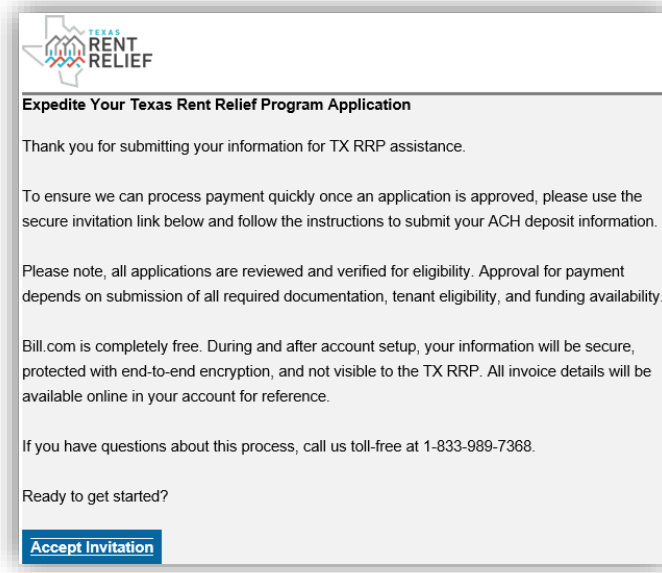 TEXAS
RENT
RELIEF
Expedite Your Texas Rent Relief Program Application
Thank you for submitting your information for TX RRP assistance.
To ensure we can process payment quickly once an application is approved, please use the
secure invitation link below and follow the instructions to submit your ACH deposit information.
Please note, all applications are reviewed and verified for eligibility. Approval for payment
depends on submission of all required documentation, tenant eligibility, and funding availability.
Bill.com is completely free. During and after account setup, your information will be secure,
protected with end-to-end encryption, and not visible to the TX RRP. All invoice details will be
available online in your account for reference.
If you have questions about this process, call us toll-free at 1-833-989-7368.
Ready to get started?
Accept Invitation